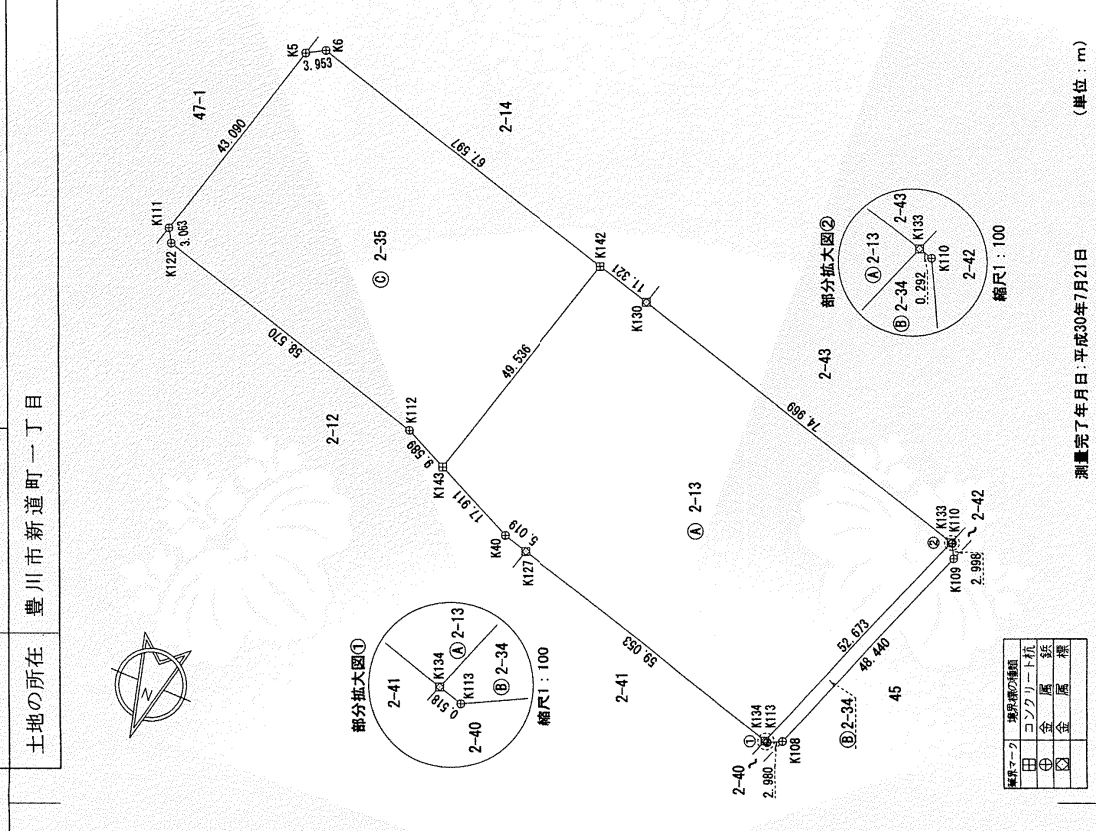 土地の所在
豊川市新道町一丁目
N
K5
K6
3.953
47-1
43.090
K111
K122
3.063
2-14
67.597
Ⓒ 2-35
58.570
2-12
K142
11.321
K130
49.536
K112
9.589
K143
17.911
K40
5.019
K127
2-43
74.969
Ⓐ 2-13
59.053
2-41
K133
K110
②
2-42
K109
2.998
52.673
48.440
45
Ⓑ 2-34
K134
K113
①
K108
2-40
2.980
部分拡大図①
2-41
K134
Ⓐ 2-13
0.518
K113
Ⓑ 2-34
2-40
縮尺1:100
部分拡大図②
Ⓐ 2-13
2-43
K133
Ⓑ 2-34
0.292
K110
2-42
縮尺1:100
筆界マーク 境界標の種類
コンクリート杭
金属鋲
金属標
測量完了年月日:平成30年7月21日
(単位:m)